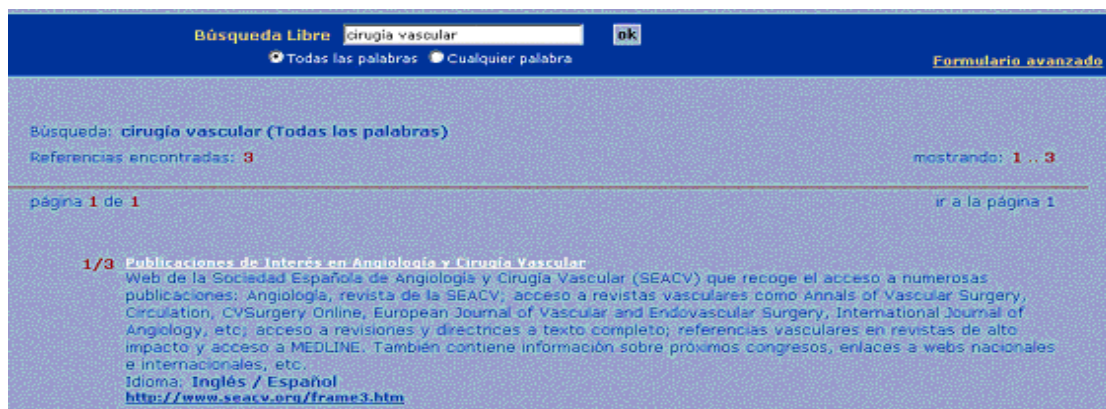 Búsqueda Libre cirugía vascular ok
Todas las palabras Cualquier palabra
Formulario avanzado
Búsqueda: cirugía vascular (Todas las palabras)
Referencias encontradas: 3 mostrando: 1 .. 3
página 1 de 1 ir a la página 1
1/3 Publicaciones de Interés en Angiología y Cirugía Vascular
Web de la Sociedad Española de Angiología y Cirugía Vascular (SEACV) que recoge el acceso a numerosas
publicaciones: Angiología, revista de la SEACV; acceso a revistas vasculares como Annals of Vascular Surgery,
Circulation, CVSurgery Online, European Journal of Vascular and Endovascular Surgery, International Journal of
Angiology, etc; acceso a revisiones y directrices a texto completo; referencias vasculares en revistas de alto
impacto y acceso a MEDLINE. También contiene información sobre próximos congresos, enlaces a webs nacionales
e internacionales, etc.
Idioma: Inglés / Español
http://www.seacv.org/frame3.htm